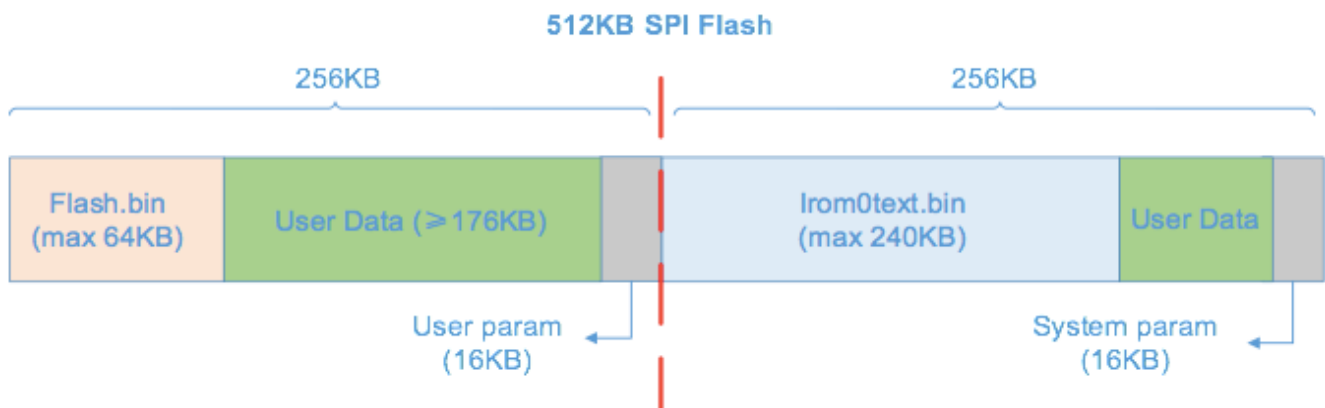 512KB SPI Flash
256KB
256KB
Flash.bin
(max 64KB)
User Data (⩾176KB)
Irom0text.bin
(max 240KB)
User Data
User param
(16KB)
System param
(16KB)